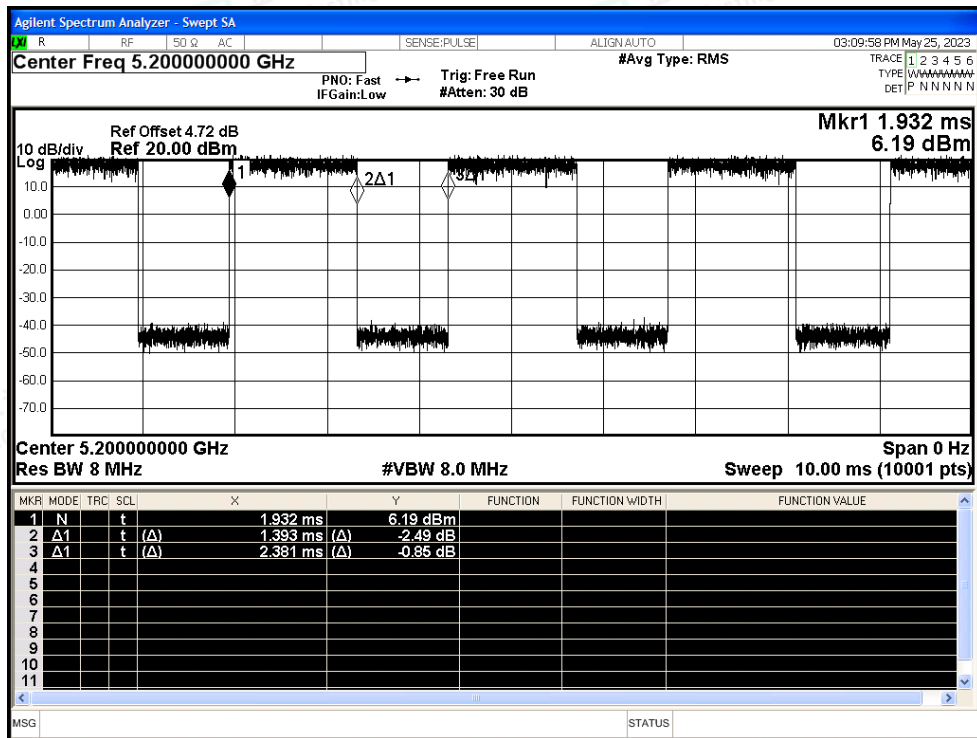 Agilent Spectrum Analyzer - Swept SA
LXI R RF 50 Ω AC SENSE:PULSE ALIGN AUTO 03:09:58 PM May 25, 2023
Center Freq 5.200000000 GHz #Avg Type: RMS TRACE 1 2 3 4 5 6
PNO: Fast Trig: Free Run TYPE WWWWWW
IFGain:Low #Atten: 30 dB DET P N N N N N
Mkr1 1.932 ms
Ref Offset 4.72 dB
10 dB/div Ref 20.00 dBm 6.19 dBm
Log
1
2Δ1
3Δ1
10.0
0.00
-10.0
-20.0
-30.0
-40.0
-50.0
-60.0
-70.0
Center 5.200000000 GHz Span 0 Hz
Res BW 8 MHz #VBW 8.0 MHz Sweep 10.00 ms (10001 pts)
MKR MODE TRC SCL X Y FUNCTION FUNCTION WIDTH FUNCTION VALUE
1 N t 1.932 ms 6.19 dBm
2 Δ1 t (Δ) 1.393 ms (Δ) -2.49 dB
3 Δ1 t (Δ) 2.381 ms (Δ) -0.85 dB
4
5
6
7
8
9
10
11
MSG STATUS